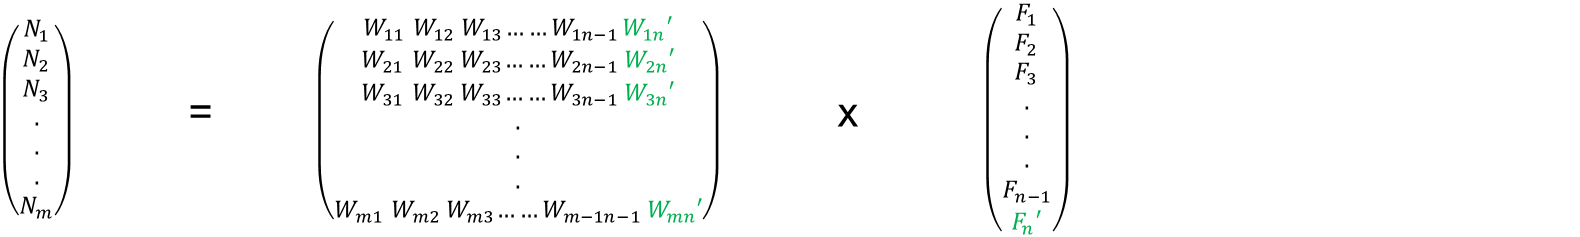 N₁
N₂
N₃
.
.
.
Nₘ
=
W₁₁ W₁₂ W₁₃ … … W₁ₙ₋₁ W₁ₙ′
W₂₁ W₂₂ W₂₃ … … W₂ₙ₋₁ W₂ₙ′
W₃₁ W₃₂ W₃₃ … … W₃ₙ₋₁ W₃ₙ′
.
.
.
Wₘ₁ Wₘ₂ Wₘ₃ … … Wₘ₋₁ₙ₋₁ Wₘₙ′
x
F₁
F₂
F₃
.
.
.
Fₙ₋₁
Fₙ′